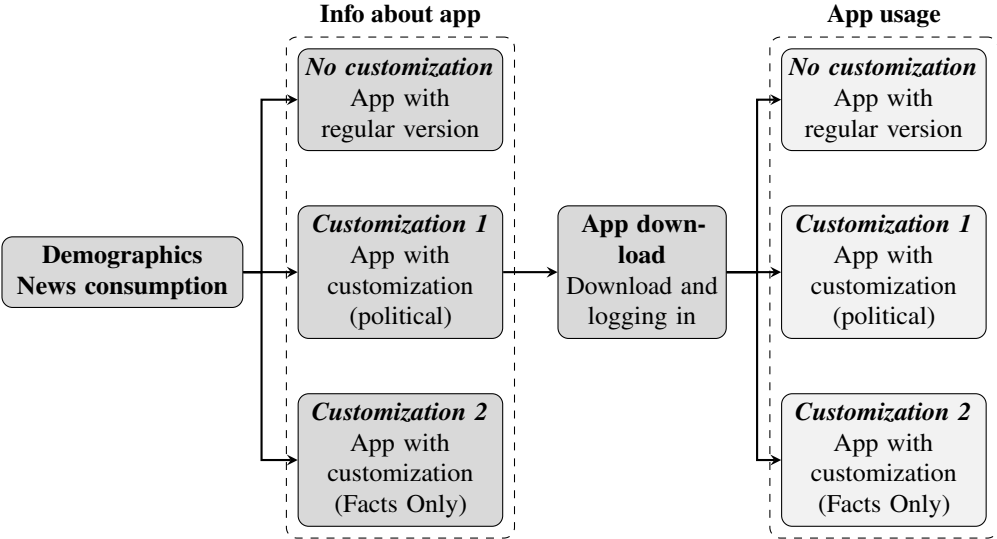 Info about app
App usage
No customization
App with
regular version
No customization
App with
regular version
Demographics
News consumption
Customization 1
App with
customization
(political)
App down-
load
Download and
logging in
Customization 1
App with
customization
(political)
Customization 2
App with
customization
(Facts Only)
Customization 2
App with
customization
(Facts Only)